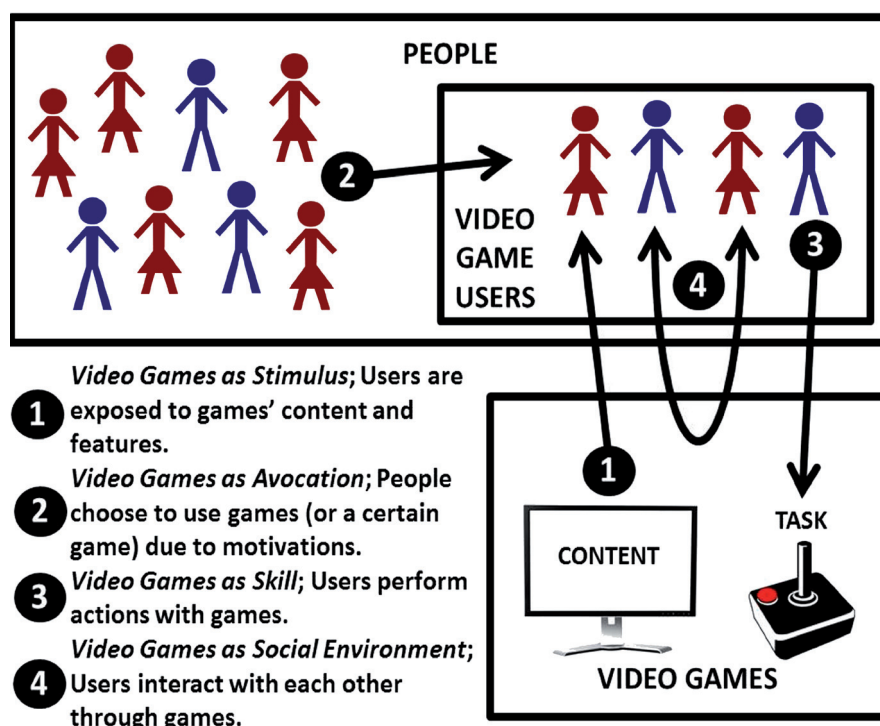 PEOPLE
2
VIDEO
GAME
USERS
3
4
1
Video Games as Stimulus; Users are
exposed to games’ content and
features.
2
Video Games as Avocation; People
choose to use games (or a certain
game) due to motivations.
3
Video Games as Skill; Users perform
actions with games.
4
Video Games as Social Environment;
Users interact with each other
through games.
1
CONTENT
TASK
VIDEO GAMES